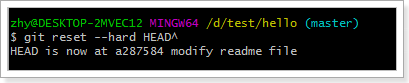 zhy@DESKTOP-2MVEC12 MINGW64 /d/test/hello (master)
$ git reset --hard HEAD^
HEAD is now at a287584 modify readme file